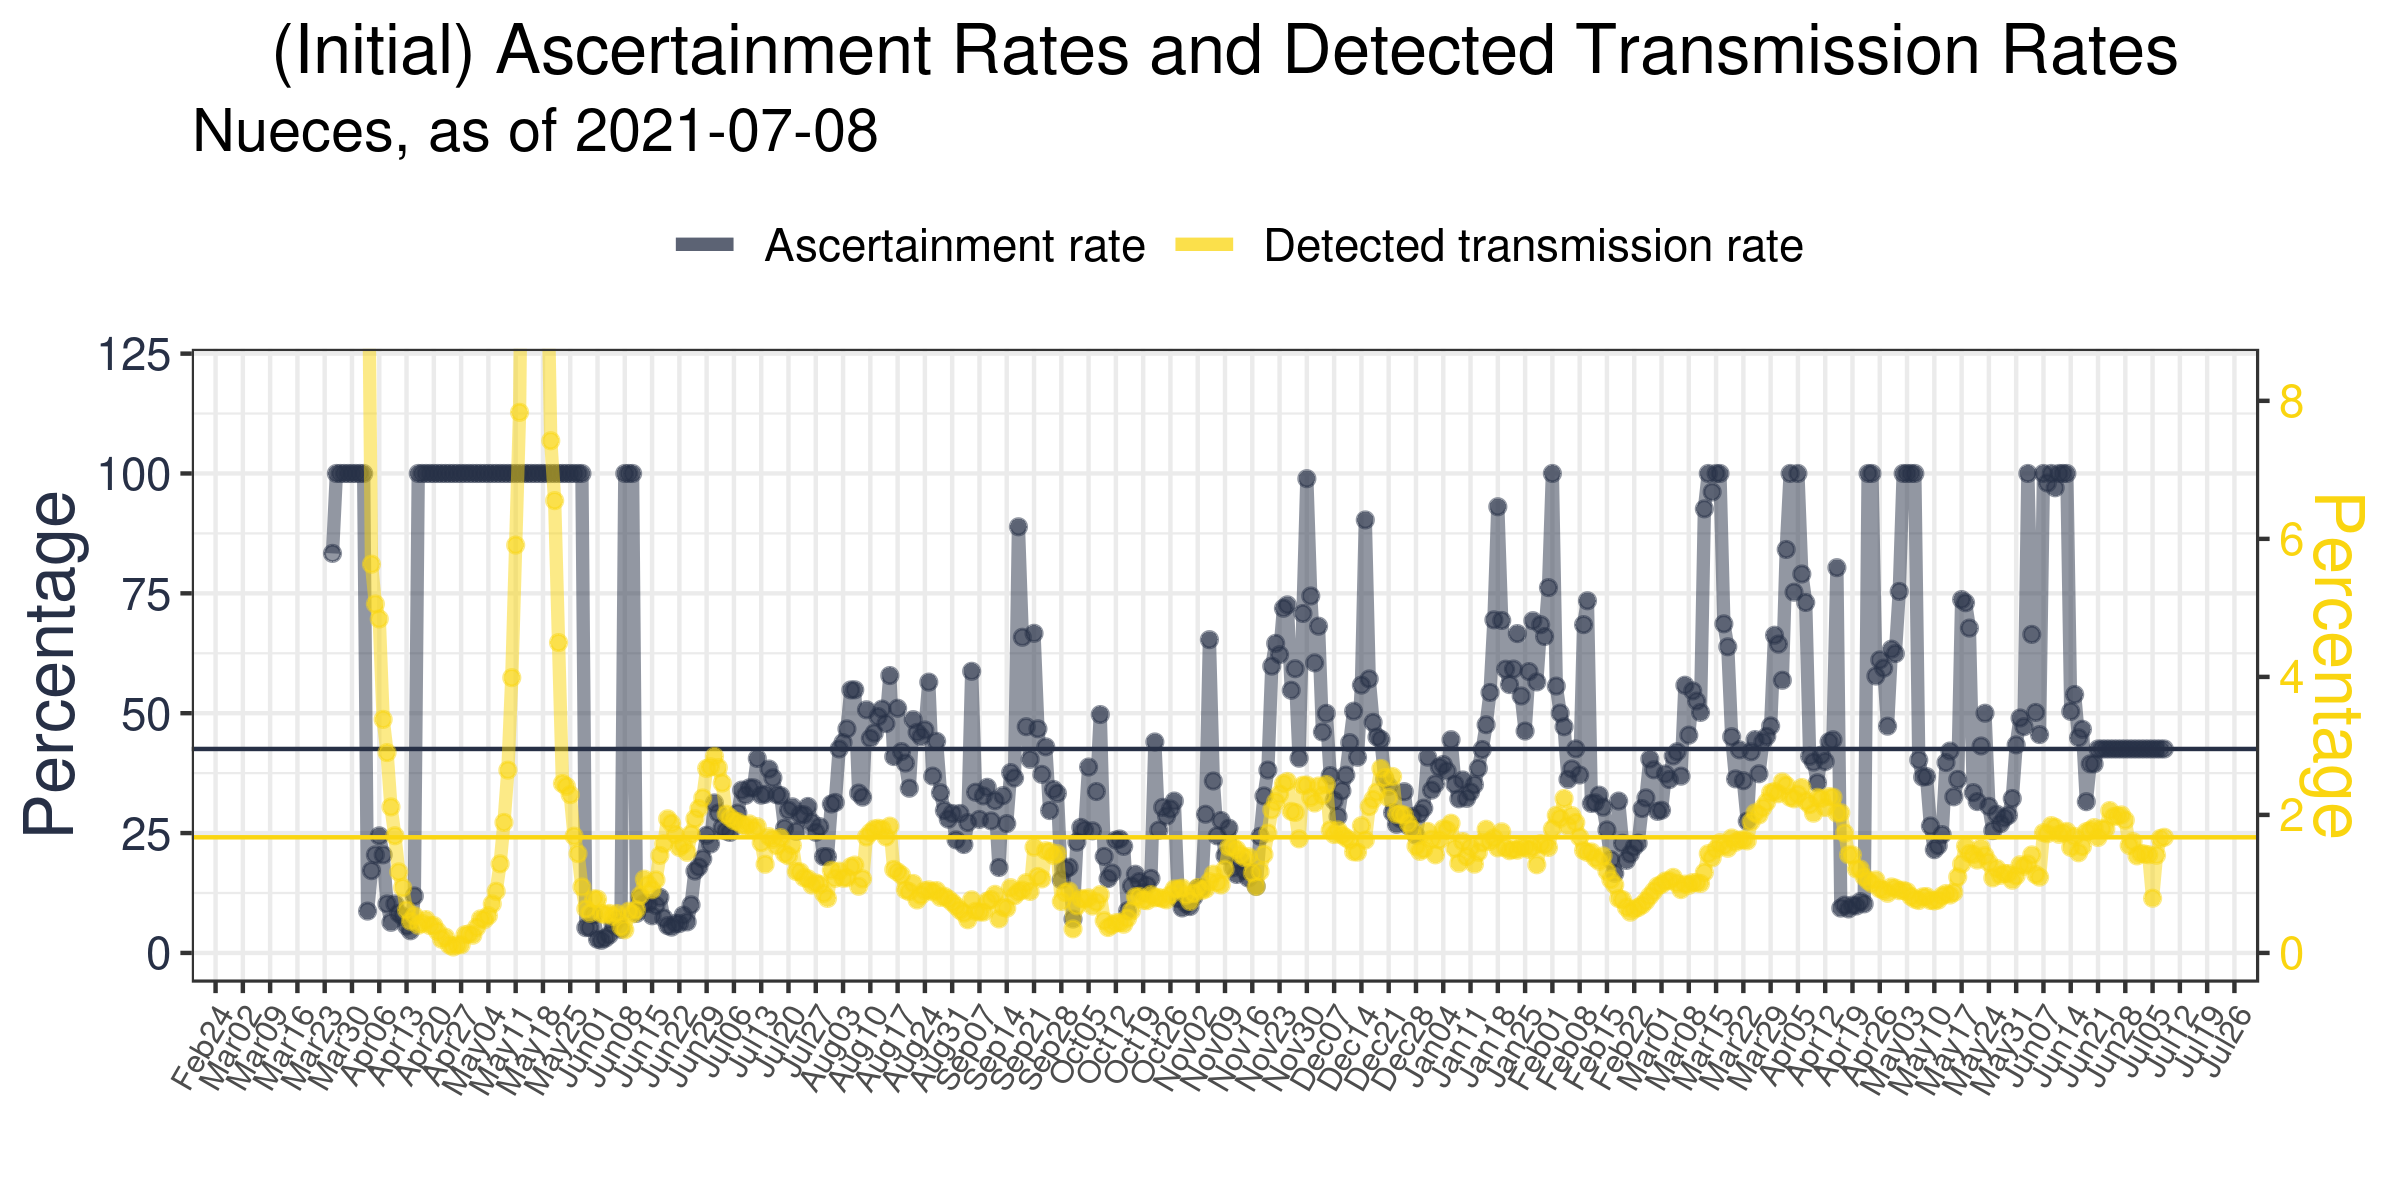 (Initial) Ascertainment Rates and Detected Transmission Rates
Nueces, as of 2021-07-08
Ascertainment rate
Detected transmission rate
Percentage
125
100
75
50
25
0
8
6
4
2
0
Percentage
Feb24
Mar02
Mar09
Mar16
Mar23
Mar30
Apr06
Apr13
Apr20
Apr27
May04
May11
May18
May25
Jun01
Jun08
Jun15
Jun22
Jun29
Jul06
Jul13
Jul20
Jul27
Aug03
Aug10
Aug17
Aug24
Aug31
Sep07
Sep14
Sep21
Sep28
Oct05
Oct12
Oct19
Oct26
Nov02
Nov09
Nov16
Nov23
Nov30
Dec07
Dec14
Dec21
Dec28
Jan04
Jan11
Jan18
Jan25
Feb01
Feb08
Feb15
Feb22
Mar01
Mar08
Mar15
Mar22
Mar29
Apr05
Apr12
Apr19
Apr26
May03
May10
May17
May24
May31
Jun07
Jun14
Jun21
Jun28
Jul05
Jul12
Jul19
Jul26